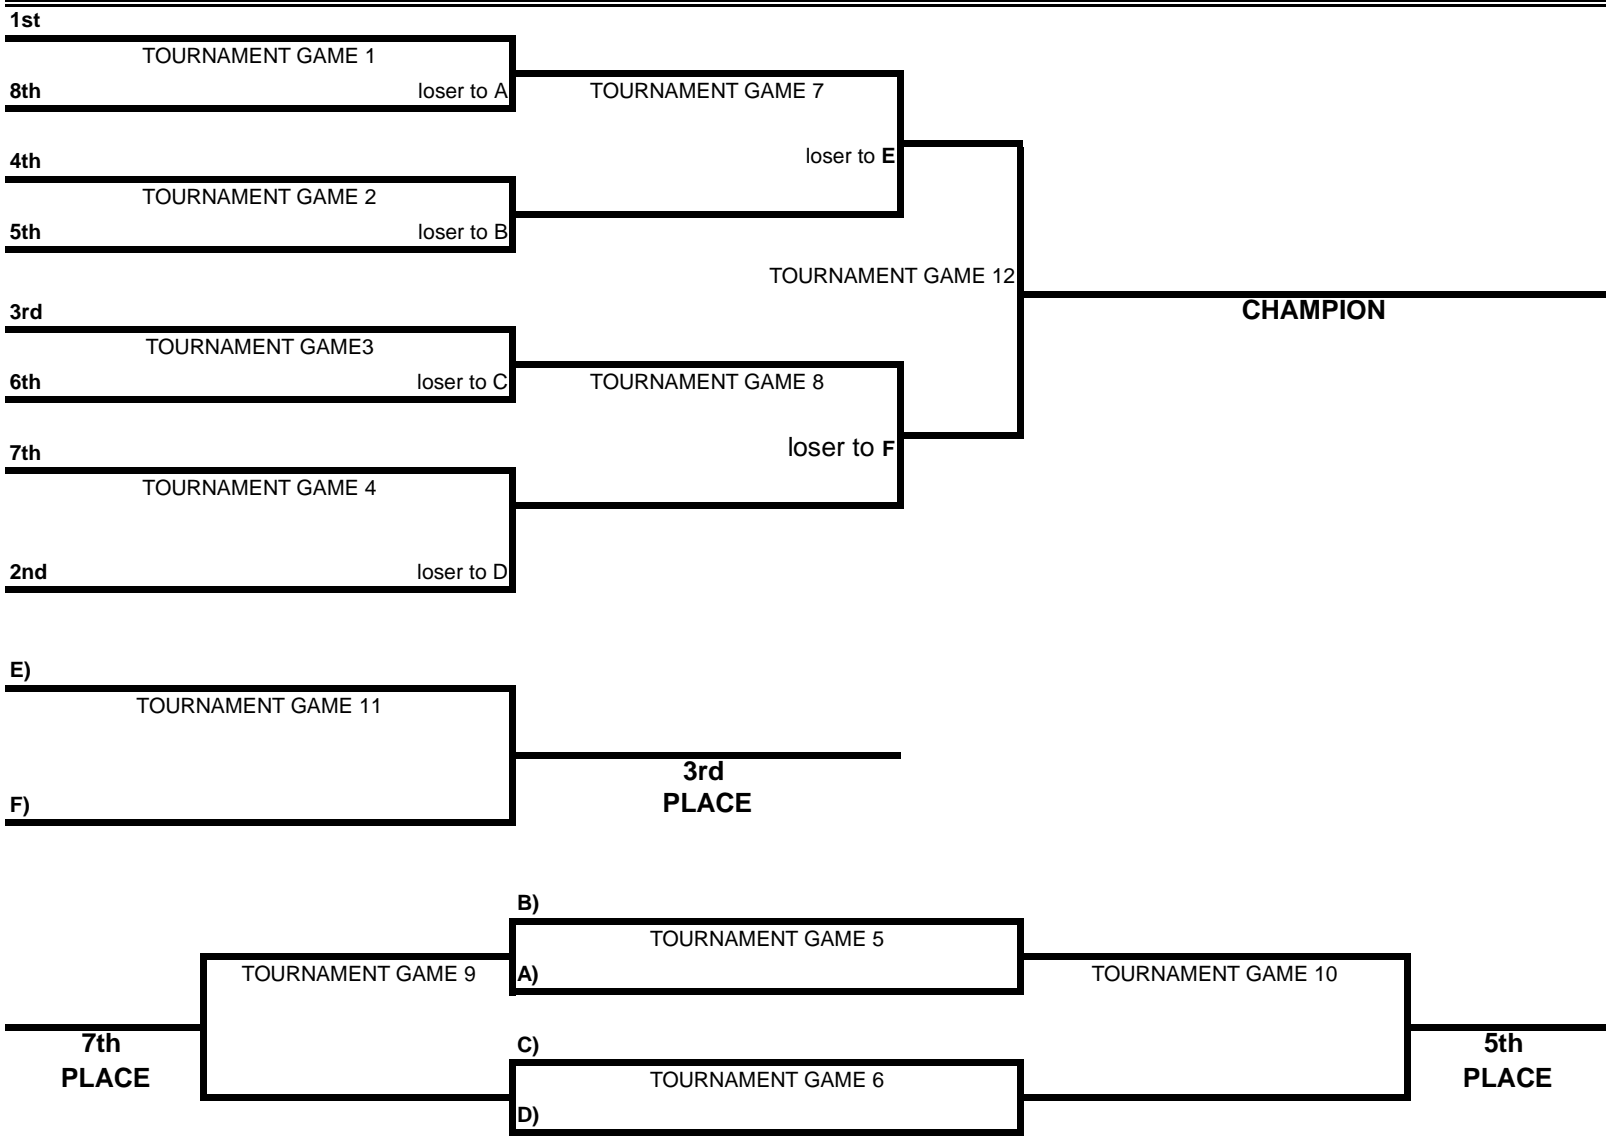 1st
TOURNAMENT GAME 1
8th loser to A
TOURNAMENT GAME 7
loser to E
4th
TOURNAMENT GAME 2
5th loser to B
TOURNAMENT GAME 12
CHAMPION
3rd
TOURNAMENT GAME3
6th loser to C
TOURNAMENT GAME 8
loser to F
7th
TOURNAMENT GAME 4
2nd loser to D
E)
TOURNAMENT GAME 11
3rd
PLACE
F)
B)
TOURNAMENT GAME 5
TOURNAMENT GAME 9
A)
TOURNAMENT GAME 10
7th
PLACE
C)
TOURNAMENT GAME 6
D)
5th
PLACE